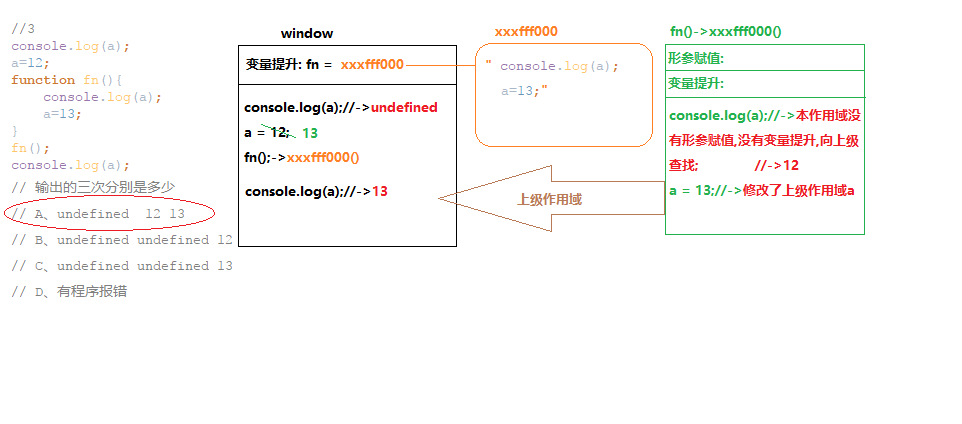 //3
console.log(a);
a=12;
function fn(){
console.log(a);
a=13;
}
fn();
console.log(a);
// 输出的三次分别是多少
// A、undefined  12 13
// B、undefined undefined 12
// C、undefined undefined 13
// D、有程序报错
window
变量提升: fn = xxxfff000
console.log(a);//->undefined
a = 12; 13
fn();->xxxfff000()
console.log(a);//->13
xxxfff000
" console.log(a);
a=13;"
上级作用域
fn()->xxxfff000()
形参赋值:
变量提升:
console.log(a);//->本作用域没
有形参赋值,没有变量提升,向上级
查找; //->12
a = 13;//->修改了上级作用域a